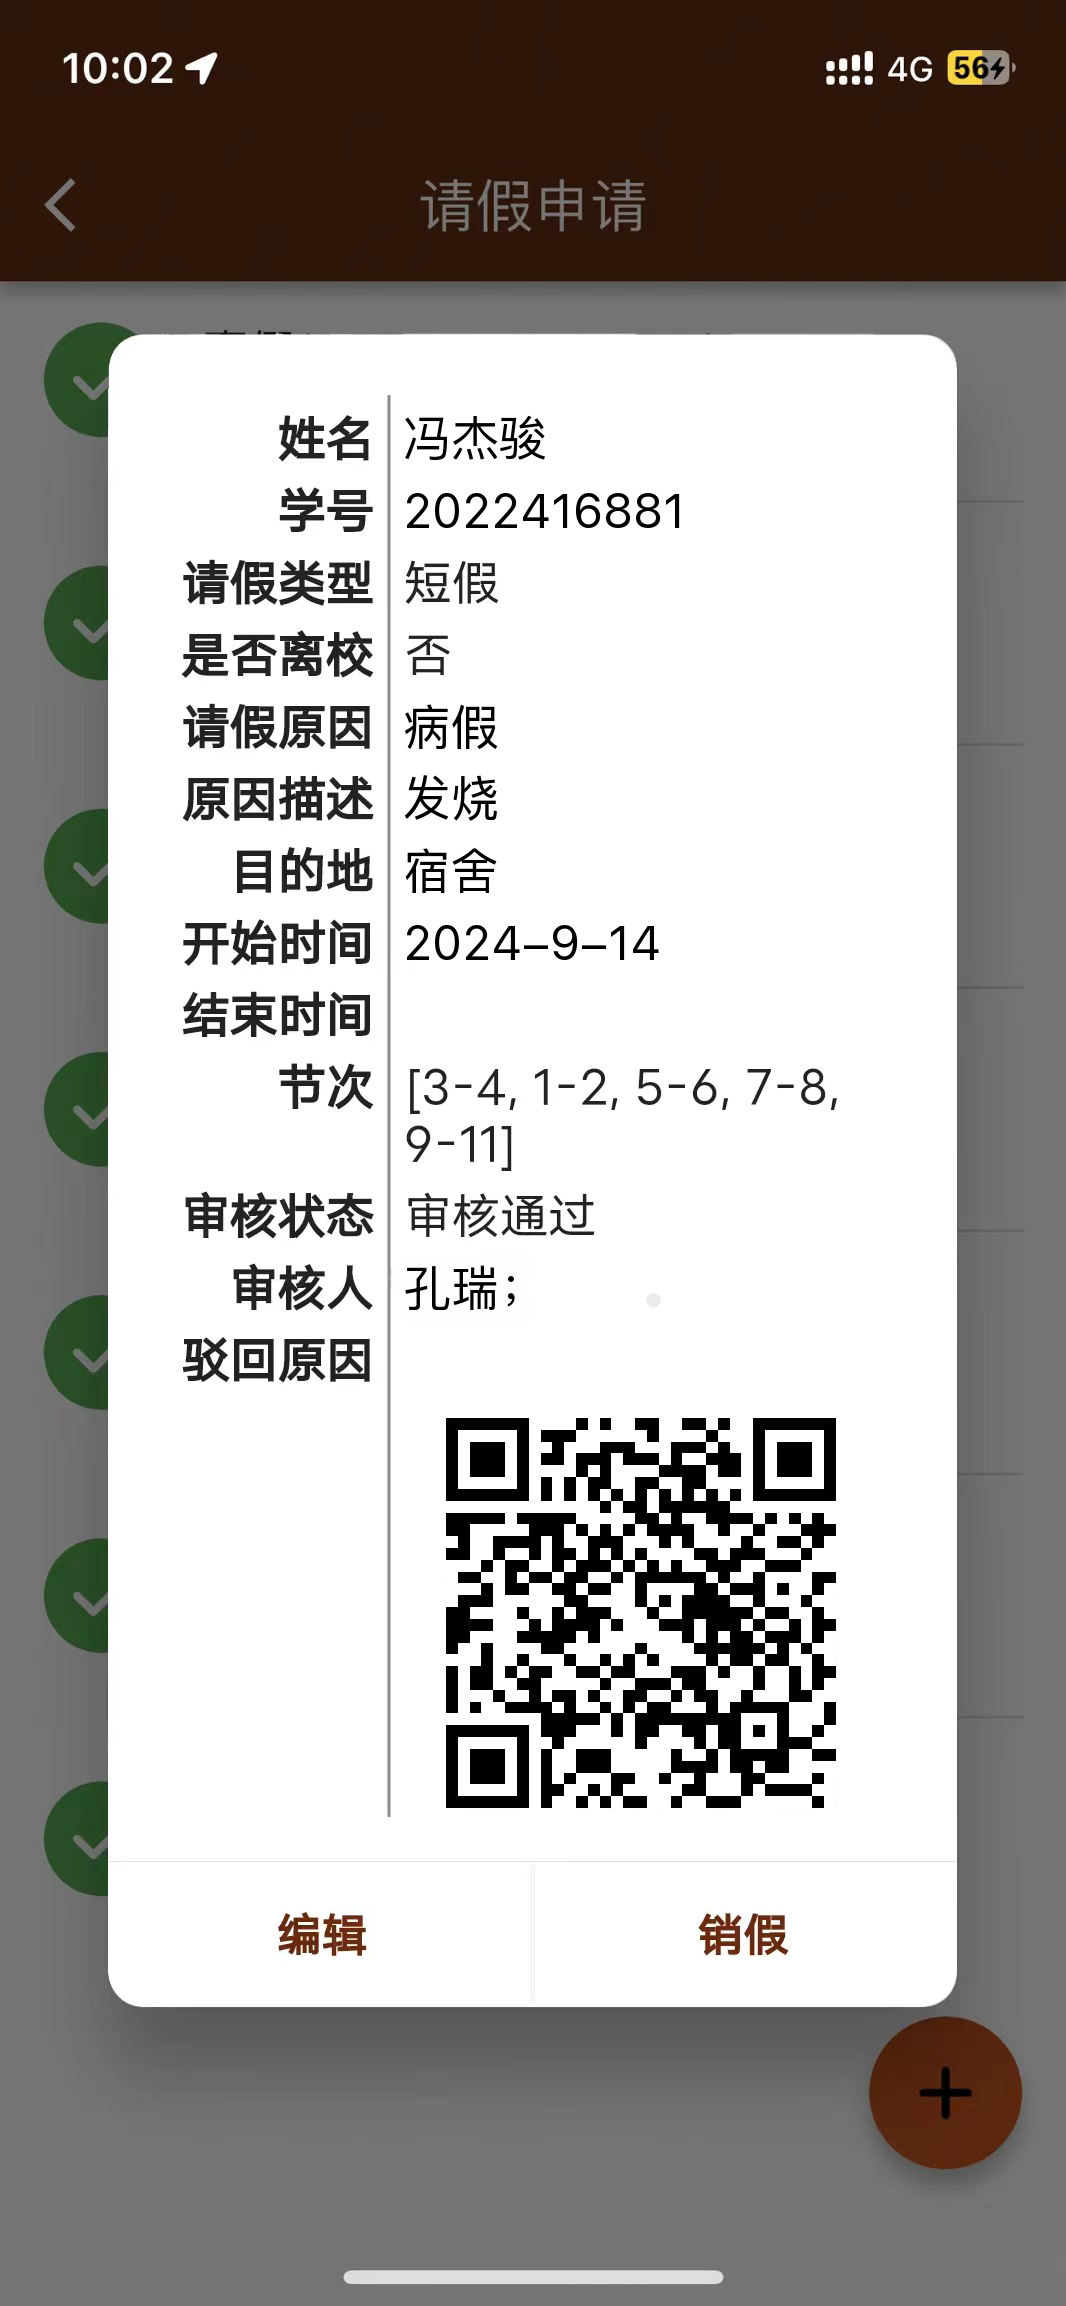 10:02
4G
56
请假申请
姓名 冯杰骏
学号 2022416881
请假类型 短假
是否离校 否
请假原因 病假
原因描述 发烧
目的地 宿舍
开始时间 2024-9-14
结束时间
节次 [3-4, 1-2, 5-6, 7-8,
9-11]
审核状态 审核通过
审核人 孔瑞；
驳回原因
编辑 销假